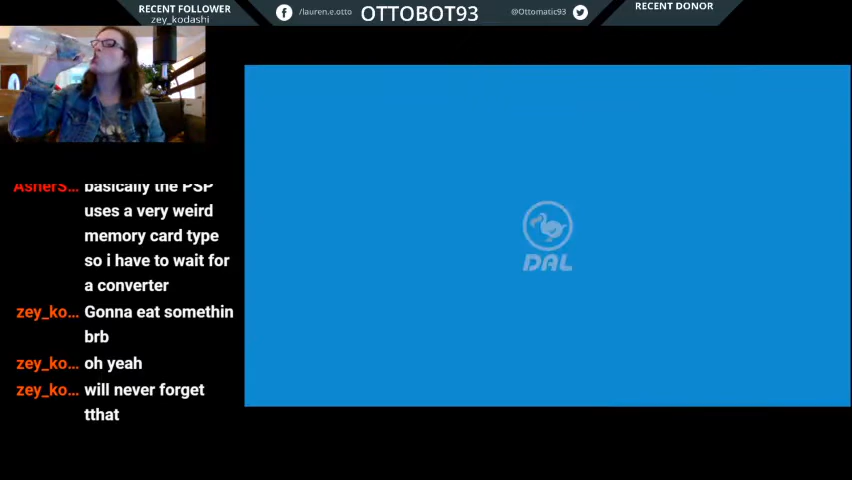 RECENT FOLLOWER
zey_kodashi
/lauren.e.otto
OTTOBOT93
@Ottomatic93
RECENT DONOR
AsherS... basically the PSP
uses a very weird
memory card type
so i have to wait for
a converter
zey_ko... Gonna eat somethin
brb
zey_ko... oh yeah
zey_ko... will never forget
tthat
DAL